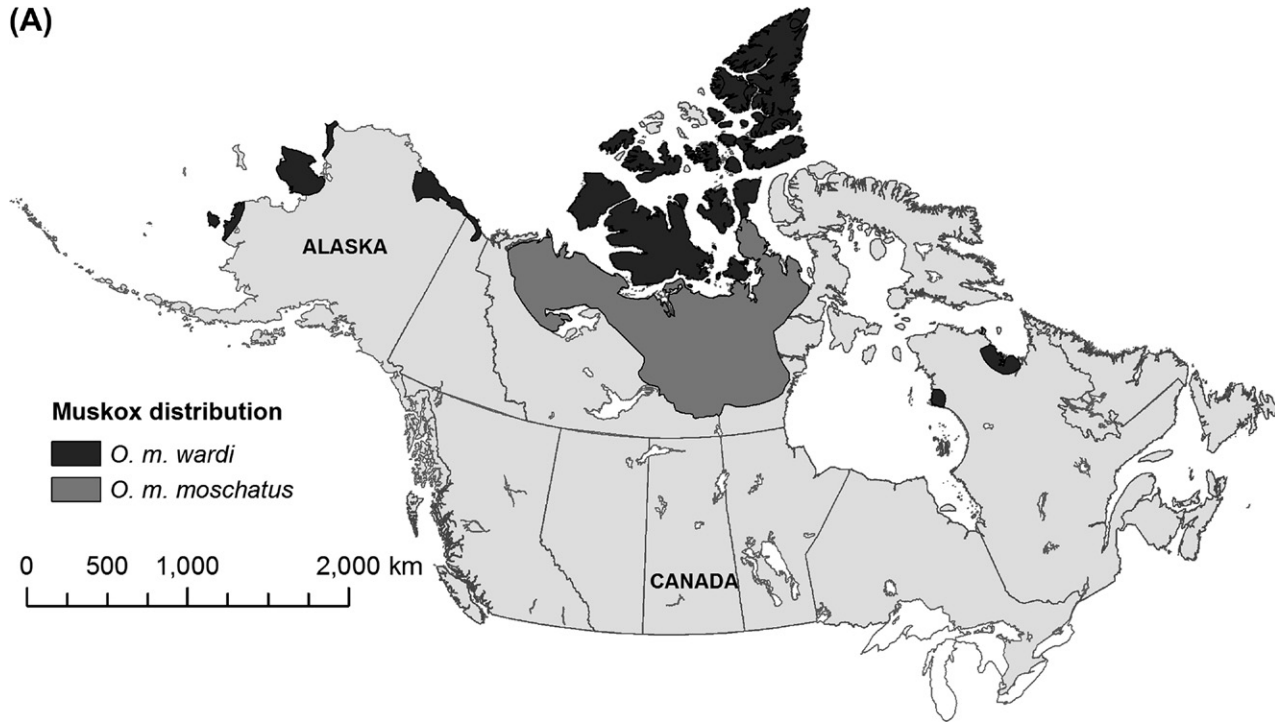 (A)
ALASKA
Muskox distribution
O. m. wardi
O. m. moschatus
0 500 1,000 2,000 km
CANADA